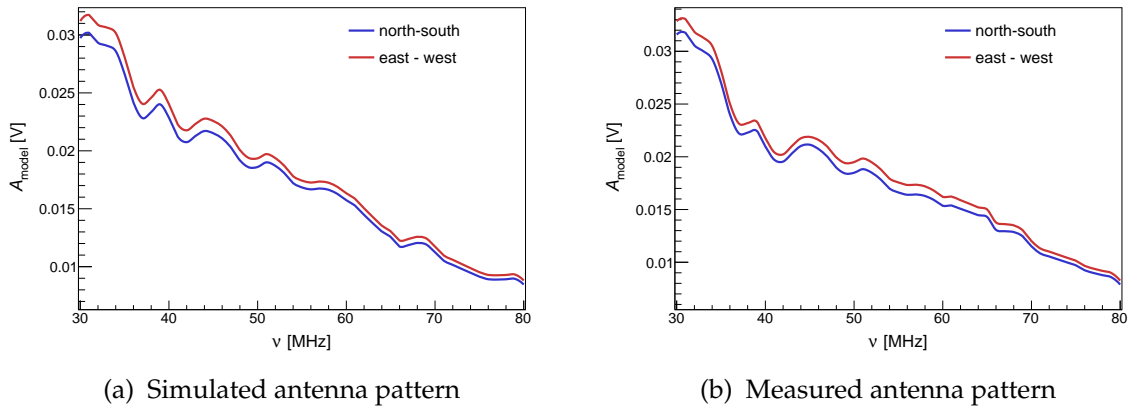 0.03
0.025
0.02
0.015
0.01
A_model [V]
30 40 50 60 70 80
ν [MHz]
north-south
east - west
(a) Simulated antenna pattern
0.03
0.025
0.02
0.015
0.01
A_model [V]
30 40 50 60 70 80
ν [MHz]
north-south
east - west
(b) Measured antenna pattern